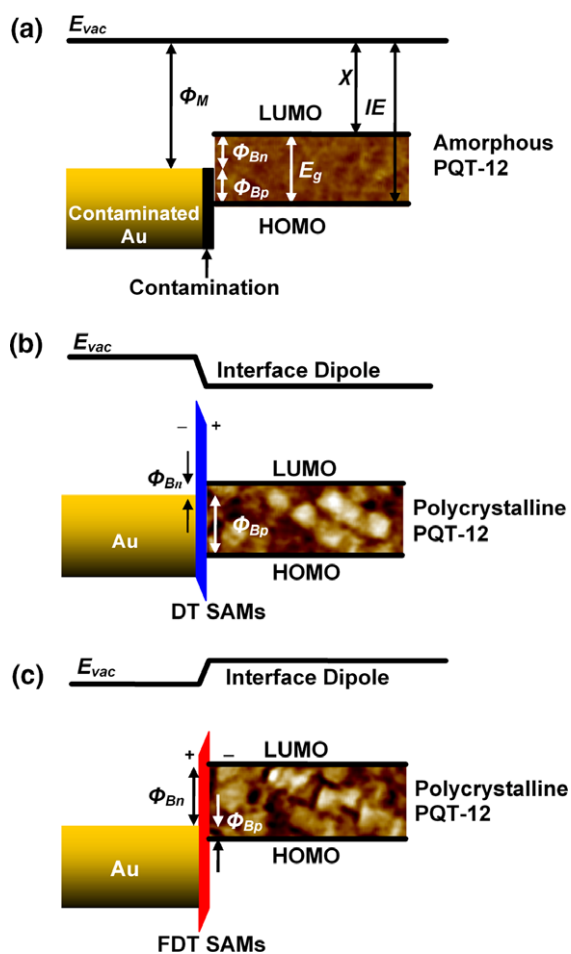 (a)
E_vac
Φ_M
χ
IE
LUMO
Φ_Bn
E_g
Φ_Bp
Amorphous
PQT-12
Contaminated
Au
HOMO
Contamination
(b)
E_vac
Interface Dipole
– +
LUMO
Φ_Bn
Φ_Bp
Polycrystalline
PQT-12
Au
HOMO
DT SAMs
(c)
E_vac
Interface Dipole
+ –
LUMO
Φ_Bn
Φ_Bp
Polycrystalline
PQT-12
Au
HOMO
FDT SAMs